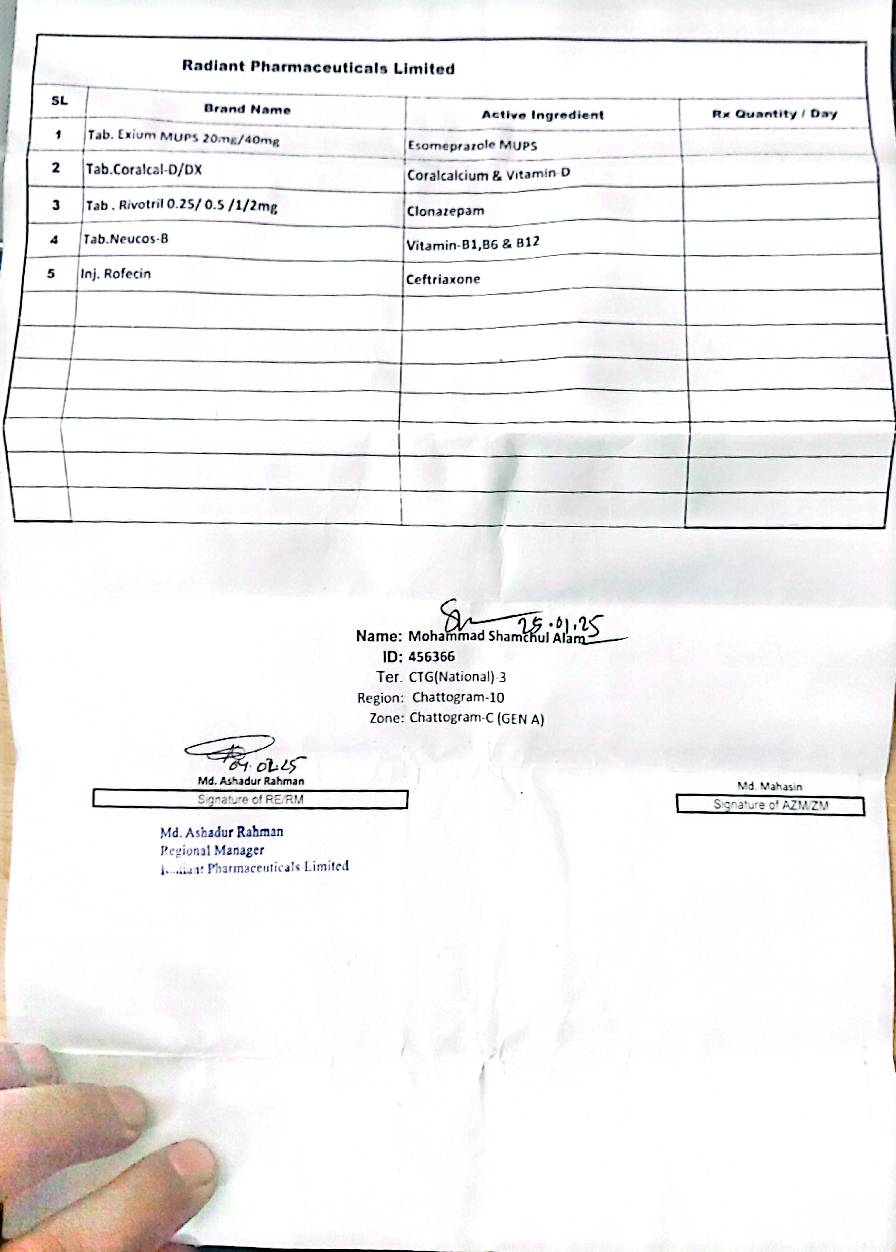 Radiant Pharmaceuticals Limited
SL Brand Name Active Ingredient Rx Quantity / Day
1 Tab. Exium MUPS 20mg/40mg Esomeprazole MUPS
2 Tab.Coralcal-D/DX Coralcalcium & Vitamin-D
3 Tab . Rivotril 0.25/ 0.5 /1/2mg Clonazepam
4 Tab.Neucos-B Vitamin-B1,B6 & B12
5 Inj. Rofecin Ceftriaxone
25.01.25
Name: Mohammad Shamchul Alam
ID: 456366
Ter. CTG(National)-3
Region: Chattogram-10
Zone: Chattogram-C (GEN A)
04.02.25
Md. Ashadur Rahman
Signature of RE/RM
Md. Mahasin
Signature of AZM/ZM
Md. Ashadur Rahman
Regional Manager
Radiant Pharmaceuticals Limited